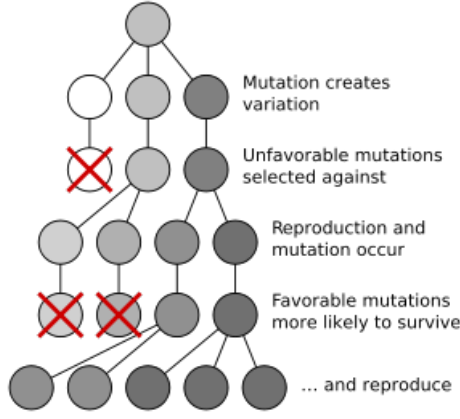 Mutation creates
variation
Unfavorable mutations
selected against
Reproduction and
mutation occur
Favorable mutations
more likely to survive
... and reproduce